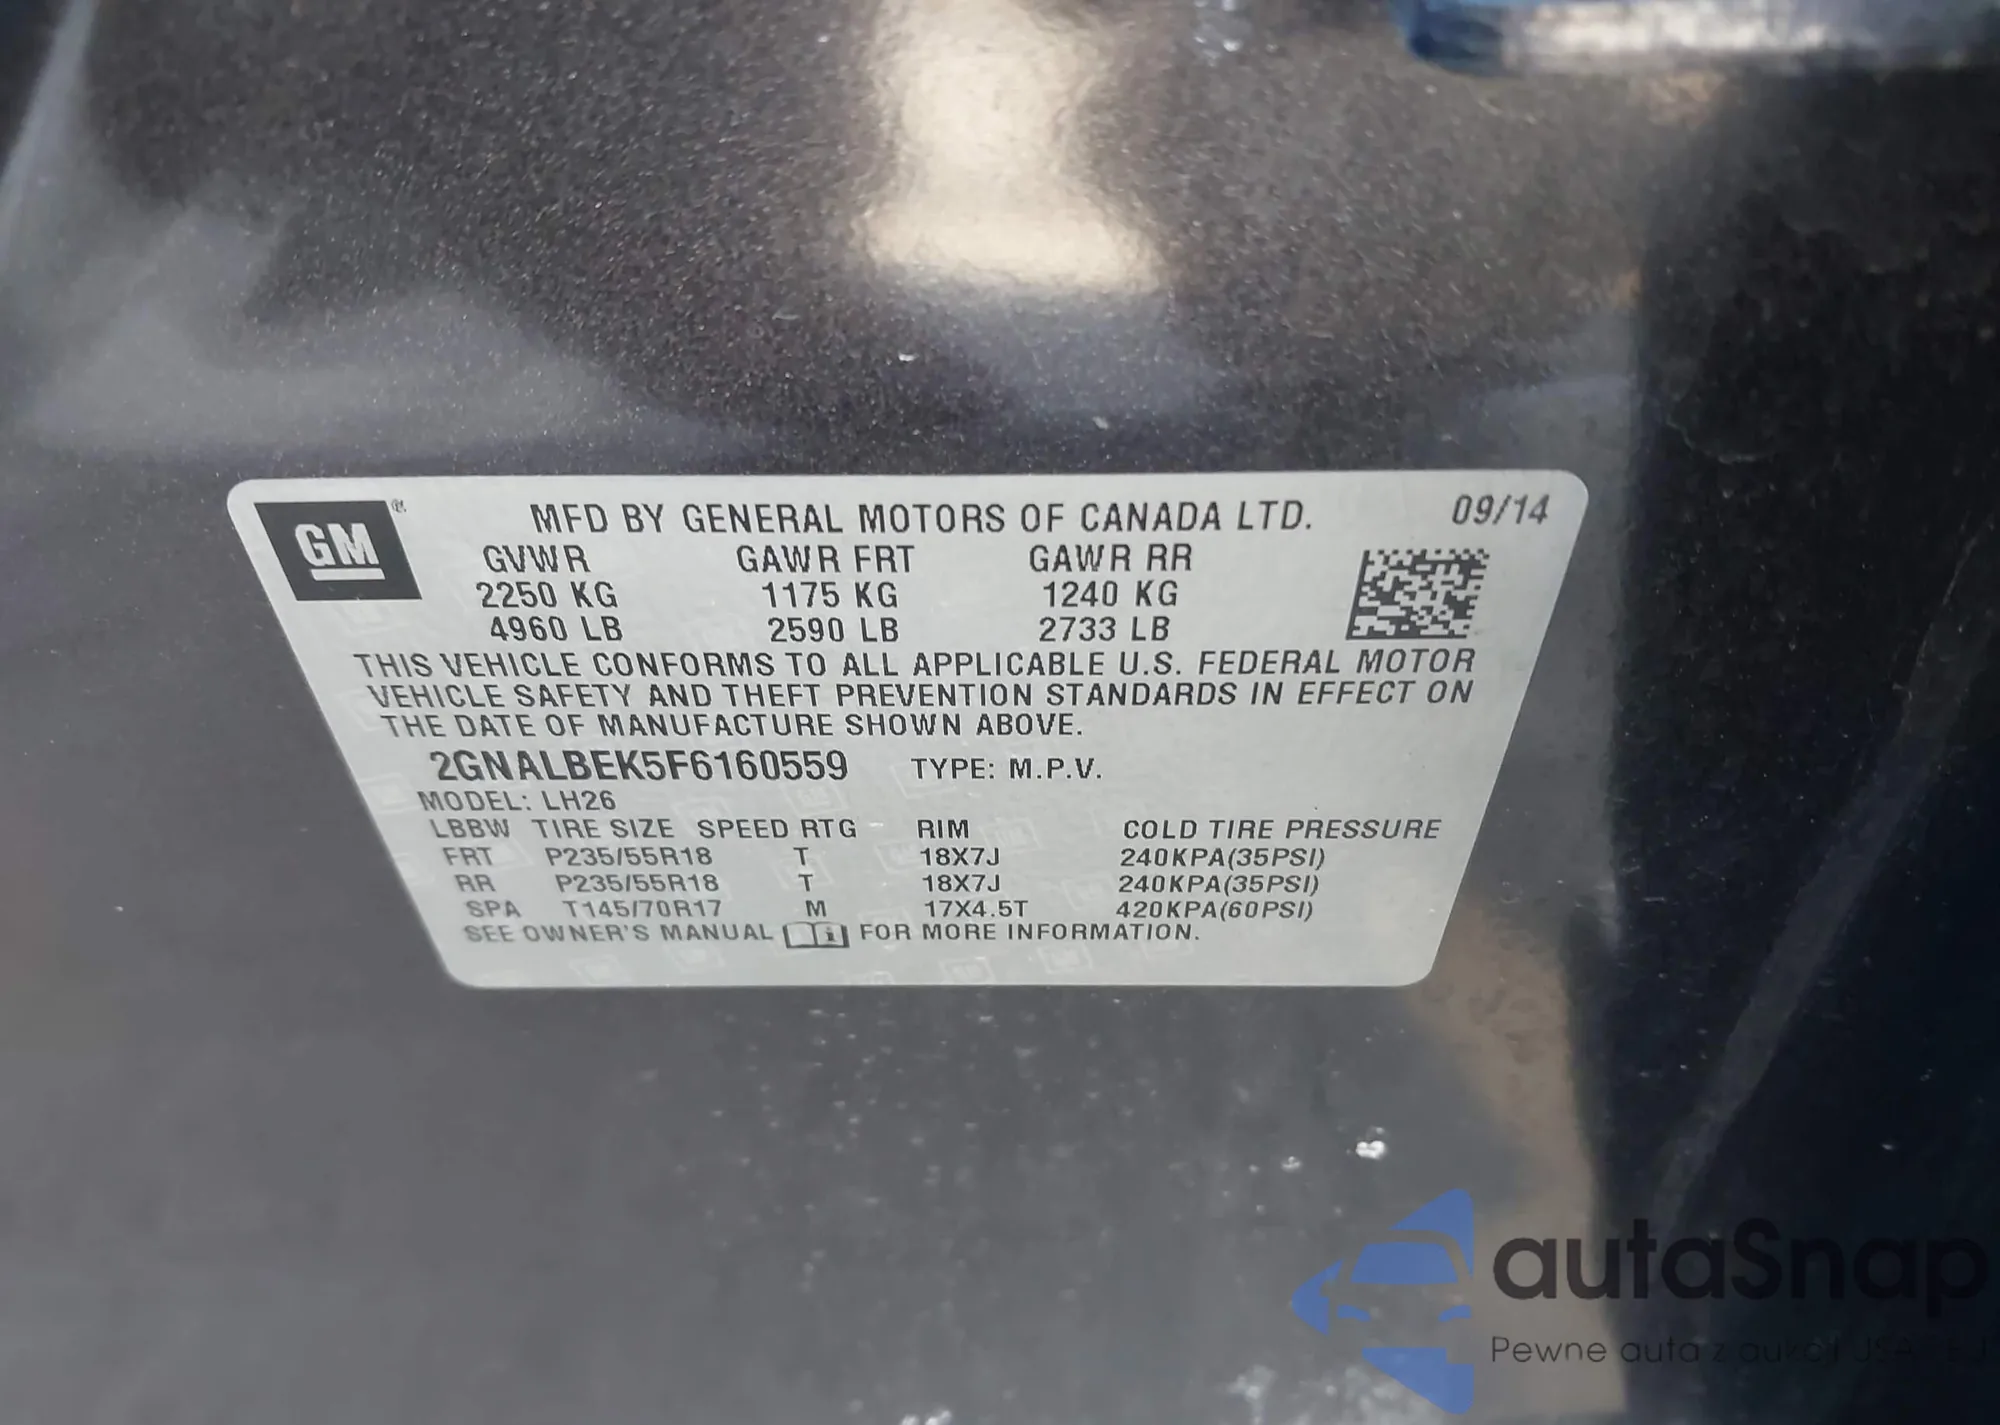 GM®
MFD BY GENERAL MOTORS OF CANADA LTD. 09/14
GVWR GAWR FRT GAWR RR
2250 KG 1175 KG 1240 KG
4960 LB 2590 LB 2733 LB
THIS VEHICLE CONFORMS TO ALL APPLICABLE U.S. FEDERAL MOTOR
VEHICLE SAFETY AND THEFT PREVENTION STANDARDS IN EFFECT ON
THE DATE OF MANUFACTURE SHOWN ABOVE.
2GNALBEK5F6160559 TYPE: M.P.V.
MODEL: LH26
LBBW TIRE SIZE SPEED RTG RIM COLD TIRE PRESSURE
FRT P235/55R18 T 18X7J 240KPA(35PSI)
RR P235/55R18 T 18X7J 240KPA(35PSI)
SPA T145/70R17 M 17X4.5T 420KPA(60PSI)
SEE OWNER'S MANUAL FOR MORE INFORMATION.
autaSnap
Pewne auta z aukcji USA